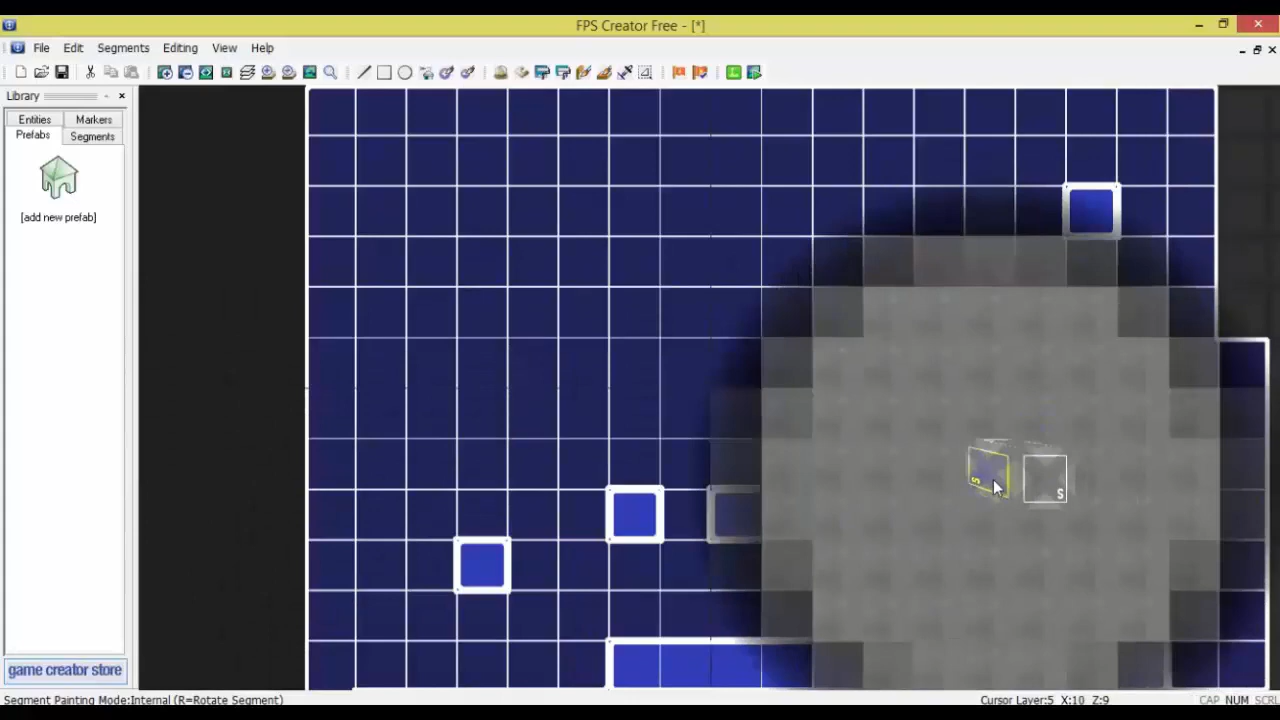 FPS Creator Free - [*]
File Edit Segments Editing View Help
Library
Entities Markers
Prefabs Segments
[add new prefab]
S S
game creator store
Segment Painting Mode:Internal (R=Rotate Segment) Cursor Layer:5 X:10 Z:9 CAP NUM SCRL